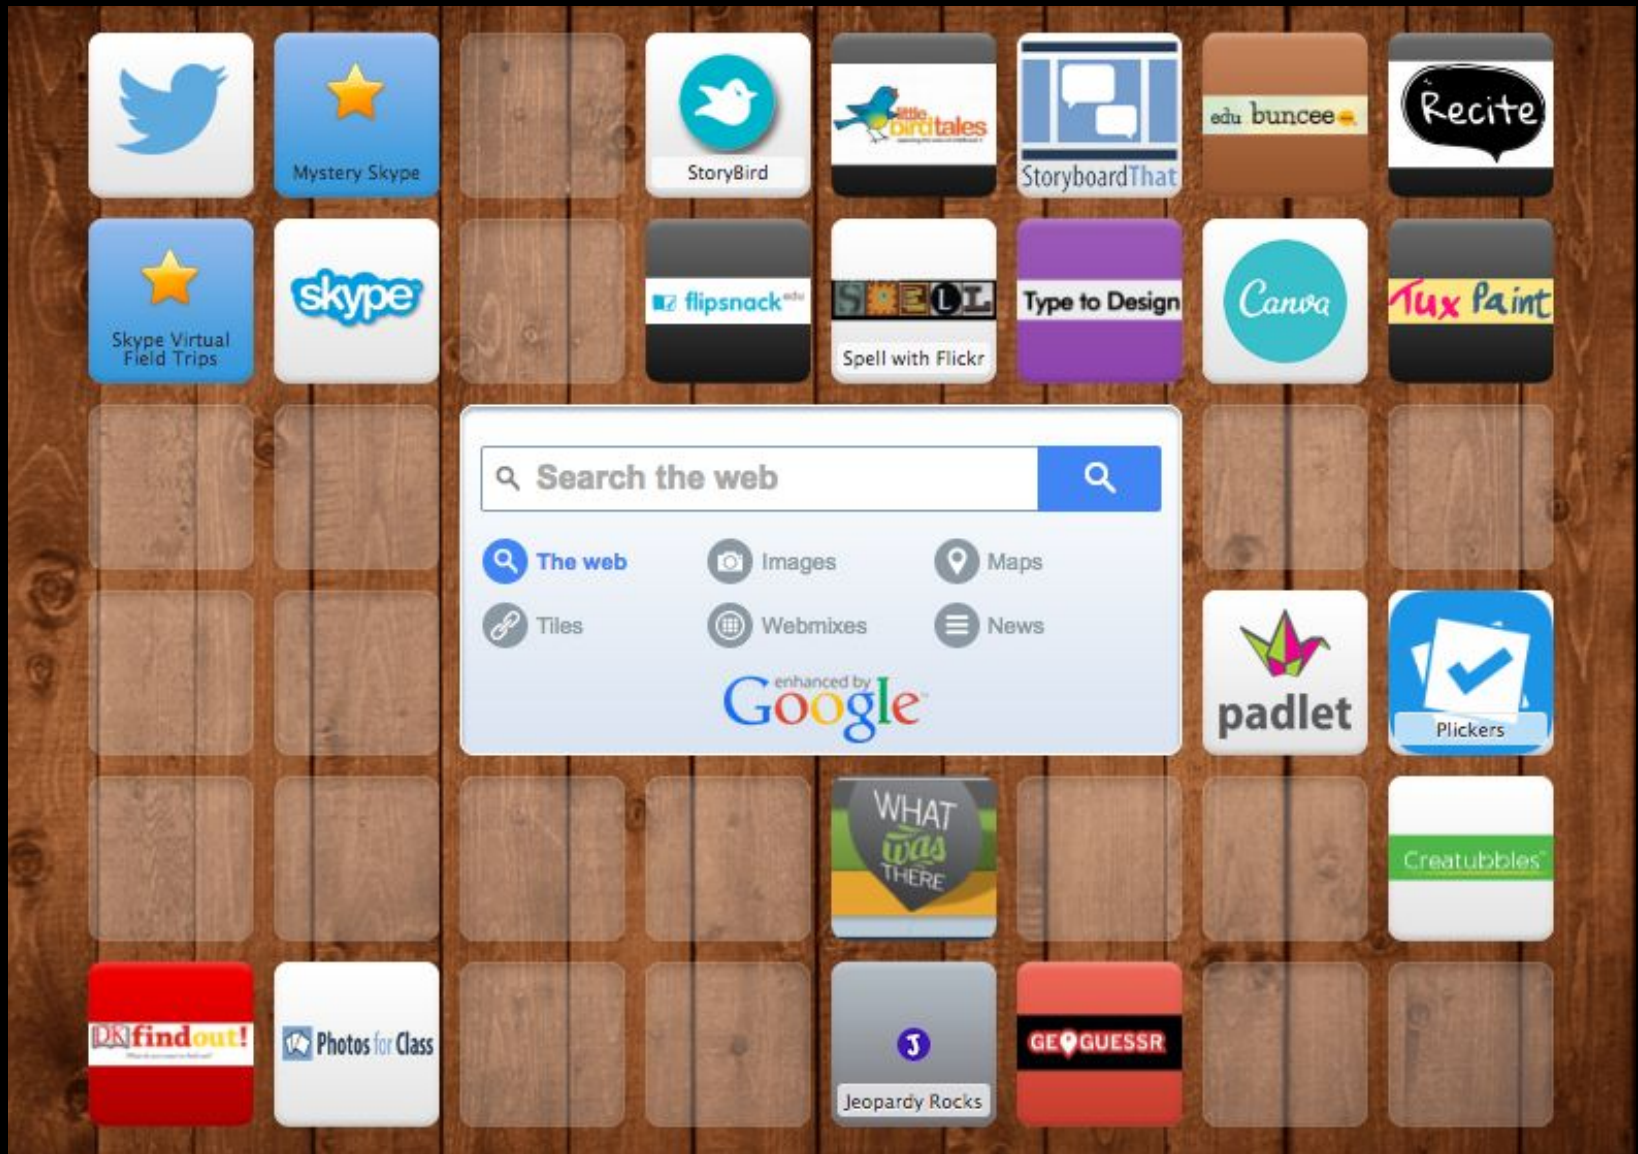 Mystery Skype
StoryBird
little
birdtales
StoryboardThat
edu buncee
Recite
Skype Virtual
Field Trips
skype
flipsnack edu
SPELL
Spell with Flickr
Type to Design
Canva
Tux Paint
Search the web
The web
Images
Maps
Tiles
Webmixes
News
enhanced by
Google
padlet
Plickers
WHAT
was
THERE
Creatubbles
DK findout!
Photos for Class
J
Jeopardy Rocks
GEOGUESSR